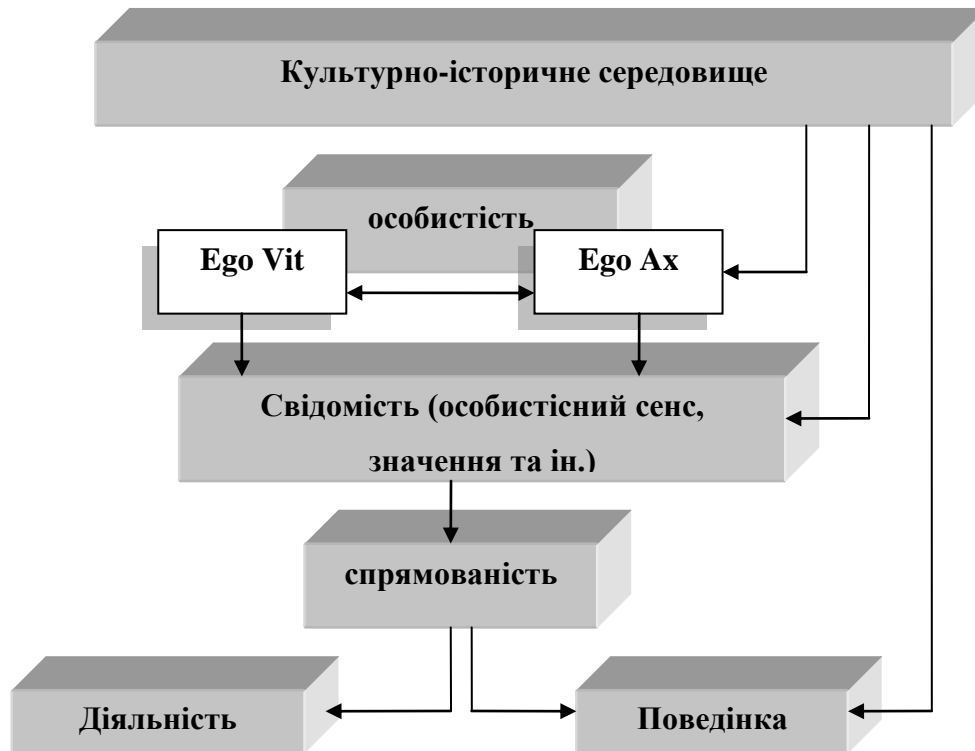 Культурно-історичне середовище
особистість
Ego Vit
Ego Ax
Свідомість (особистісний сенс,
значення та ін.)
спрямованість
Діяльність
Поведінка